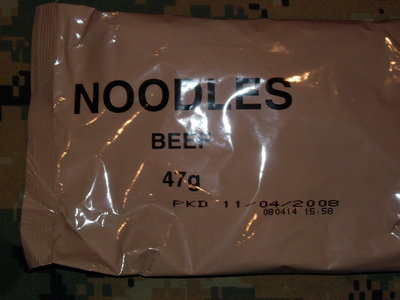 NOODLES
BEEF
47g
PKD 11/04/2008
080414 15:58